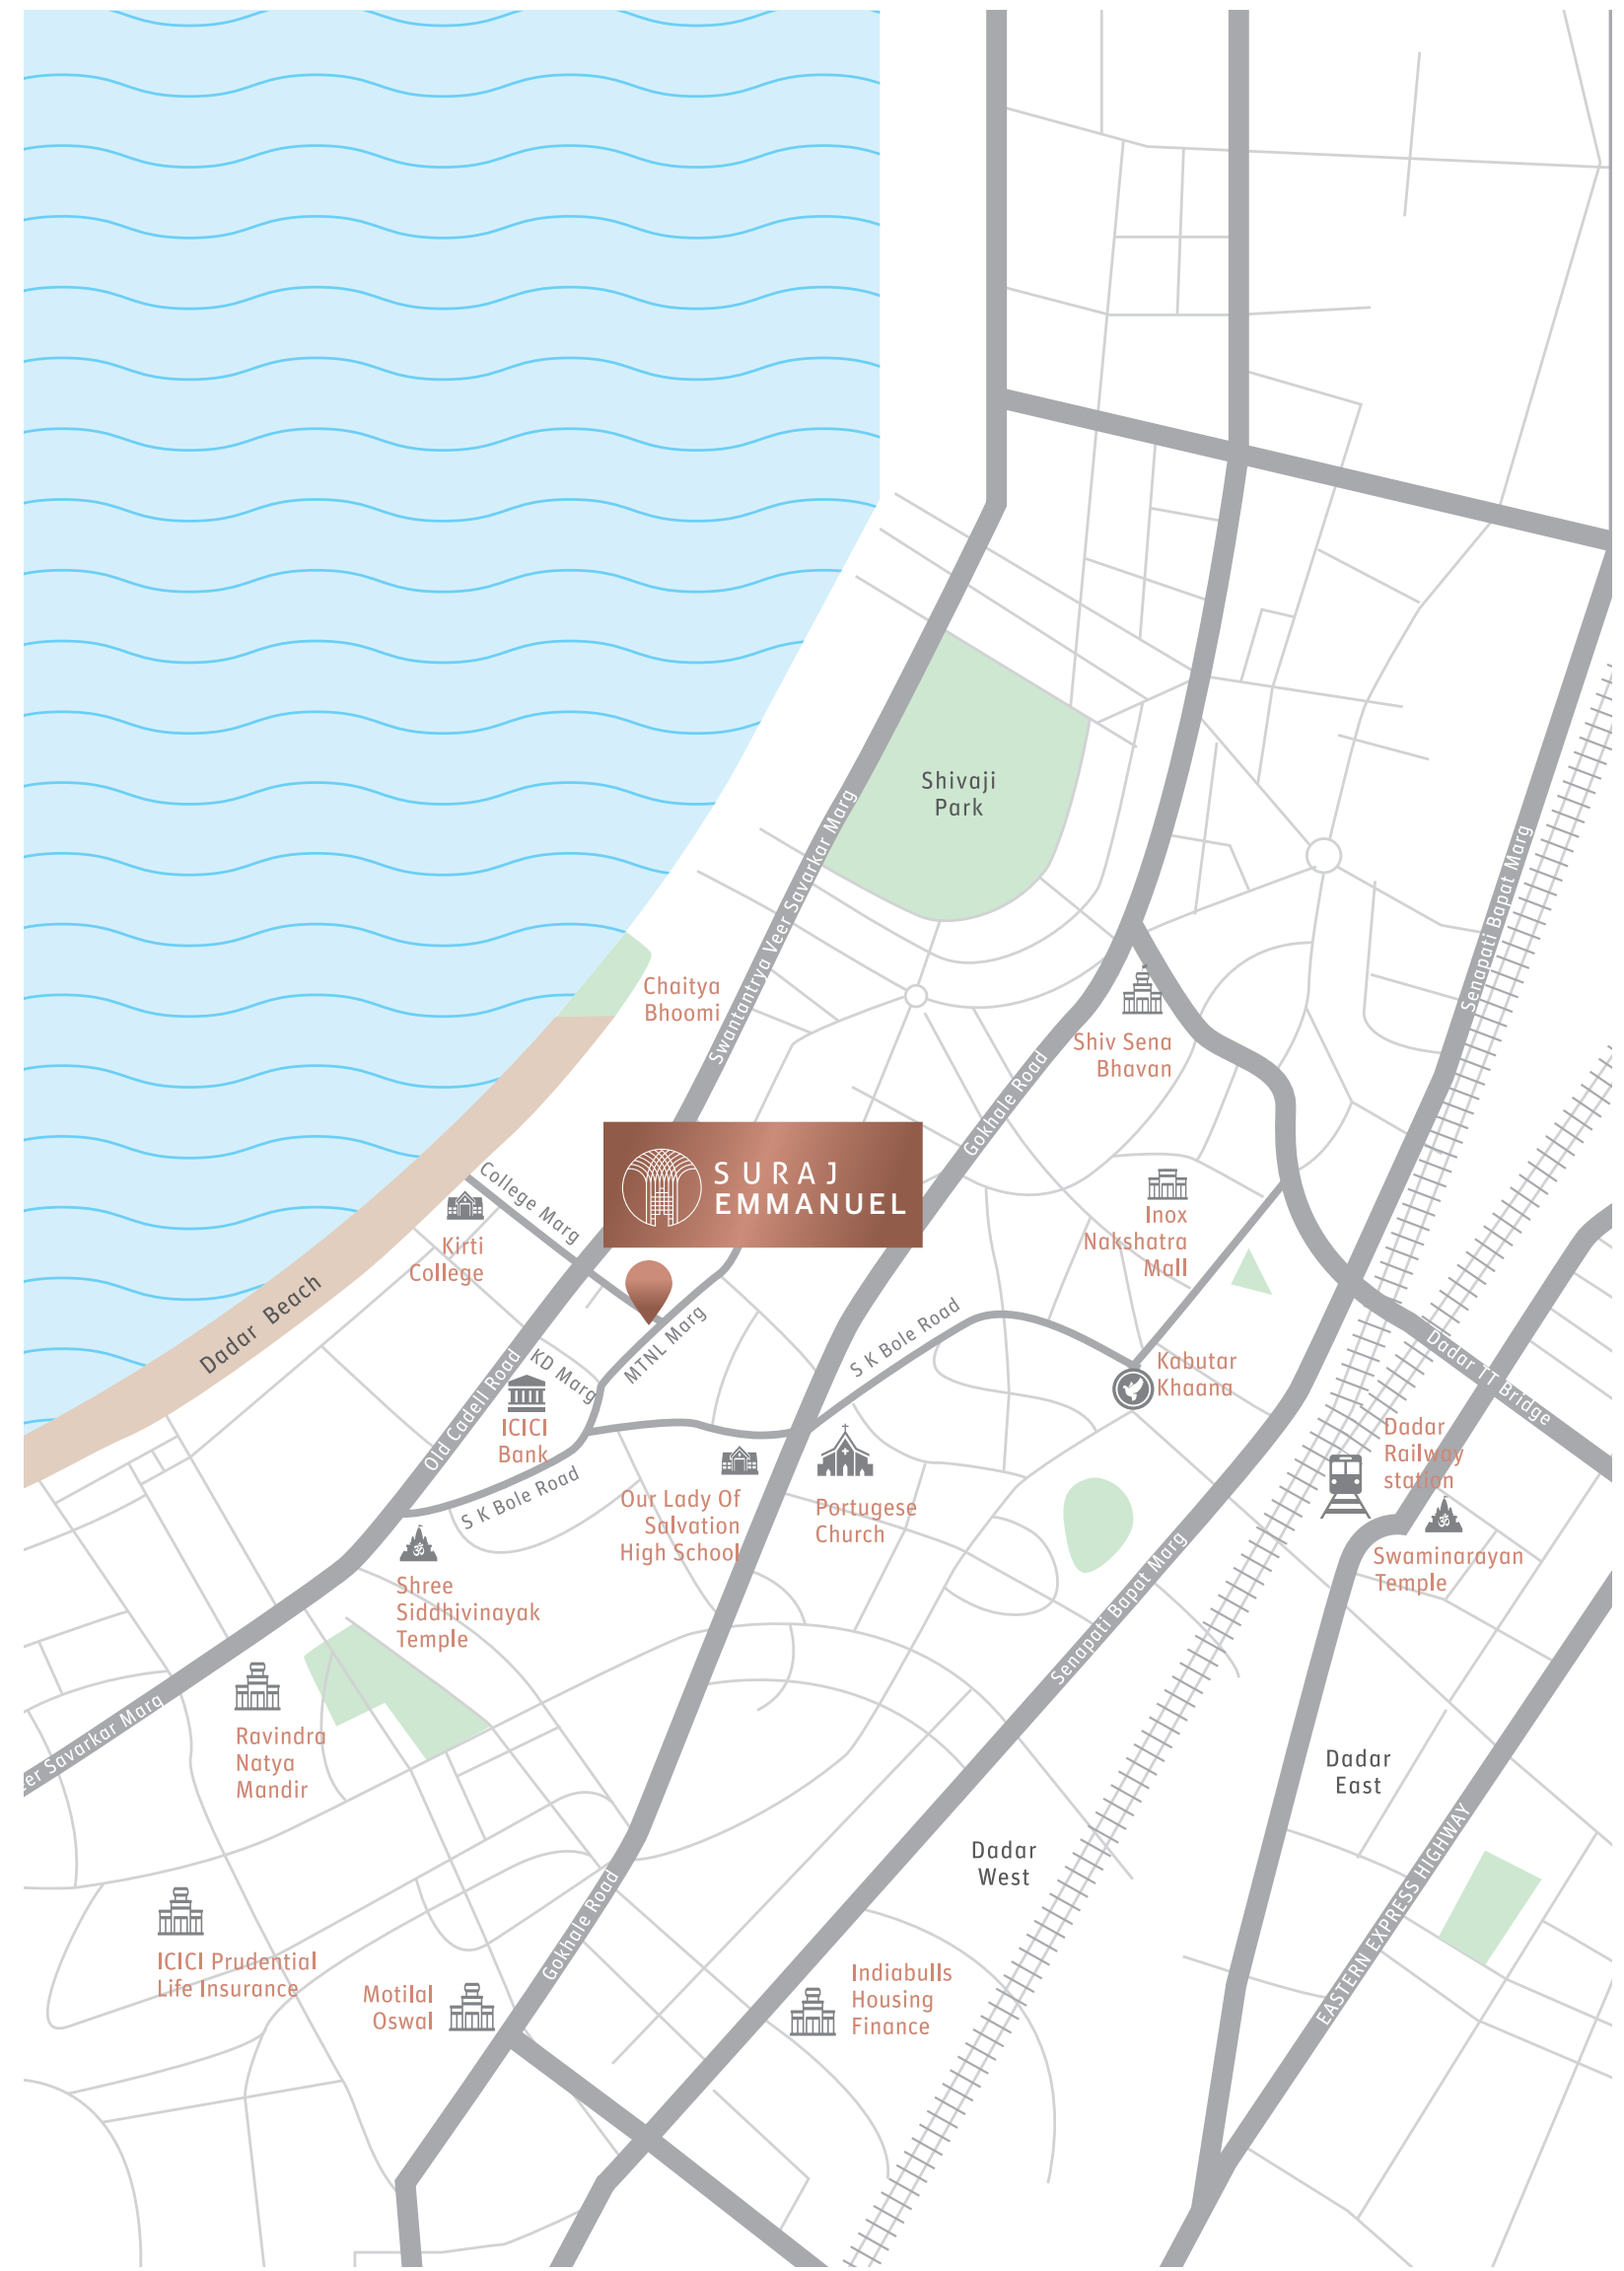 Shivaji
Park
Swantantrya Veer Savarkar Marg
Senapati Bapat Marg
Chaitya
Bhoomi
Shiv Sena
Bhavan
Gokhale Road
SURAJ
EMMANUEL
College Marg
Kirti
College
Inox
Nakshatra
Mall
Dadar Beach
MTNL Marg
KD Marg
S K Bole Road
Old Cadell Road
ICICI
Bank
Kabutar
Khaana
Dadar TT Bridge
Dadar
Railway
station
S K Bole Road
Our Lady Of
Salvation
High School
Portugese
Church
Swaminarayan
Temple
Shree
Siddhivinayak
Temple
Senapati Bapat Marg
eer Savarkar Marg
Ravindra
Natya
Mandir
Dadar
East
Dadar
West
EASTERN EXPRESS HIGHWAY
Gokhale Road
ICICI Prudential
Life Insurance
Motilal
Oswal
Indiabulls
Housing
Finance